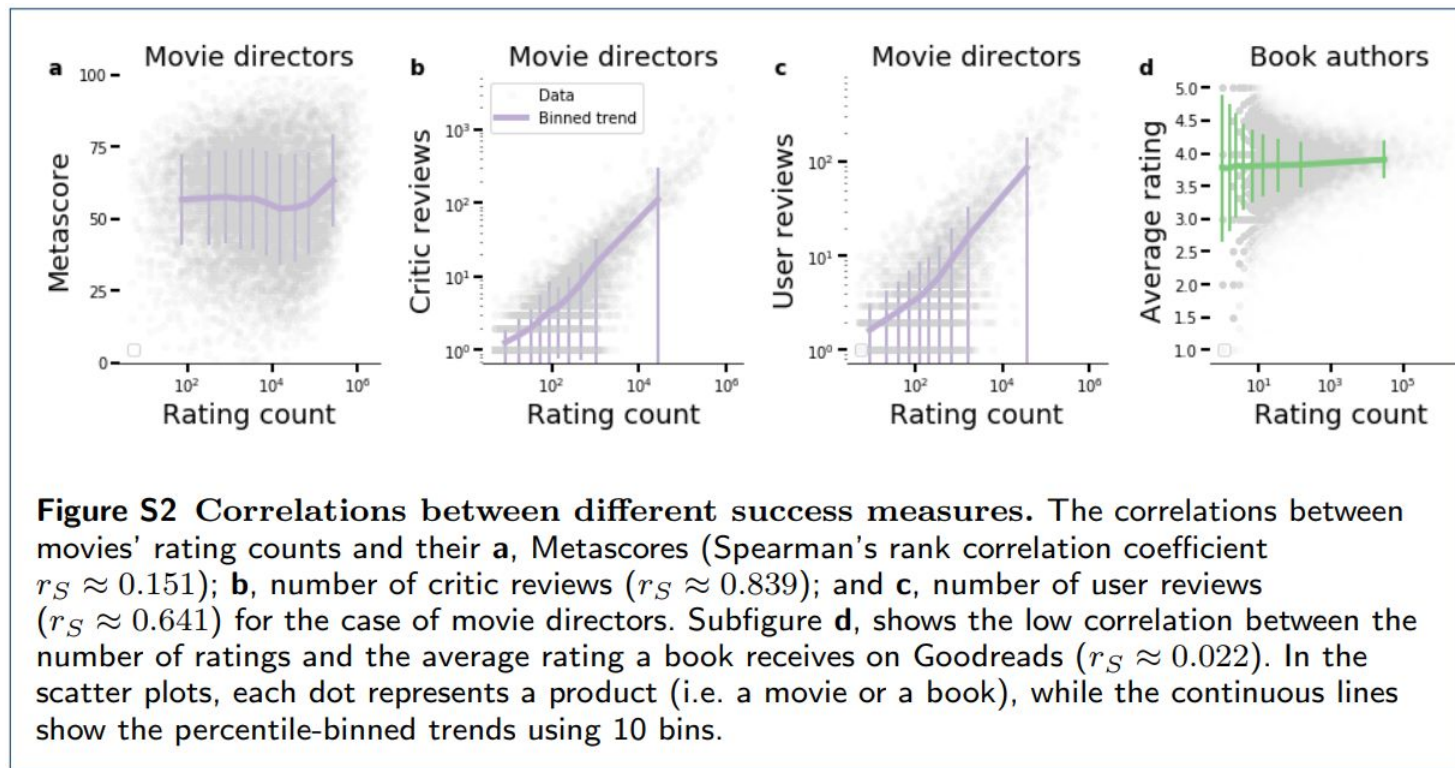 a Movie directors
100
75
50
25
0
Metascore
10²
10⁴
10⁶
Rating count
b Movie directors
Data
Binned trend
10³
10²
10¹
10⁰
Critic reviews
10²
10⁴
10⁶
Rating count
c Movie directors
10²
10¹
10⁰
User reviews
10²
10⁴
10⁶
Rating count
d Book authors
5.0
4.5
4.0
3.5
3.0
2.5
2.0
1.5
1.0
Average rating
10¹
10³
10⁵
Rating count
Figure S2 Correlations between different success measures. The correlations between
movies' rating counts and their a, Metascores (Spearman's rank correlation coefficient
r_S ≈ 0.151); b, number of critic reviews (r_S ≈ 0.839); and c, number of user reviews
(r_S ≈ 0.641) for the case of movie directors. Subfigure d, shows the low correlation between the
number of ratings and the average rating a book receives on Goodreads (r_S ≈ 0.022). In the
scatter plots, each dot represents a product (i.e. a movie or a book), while the continuous lines
show the percentile-binned trends using 10 bins.